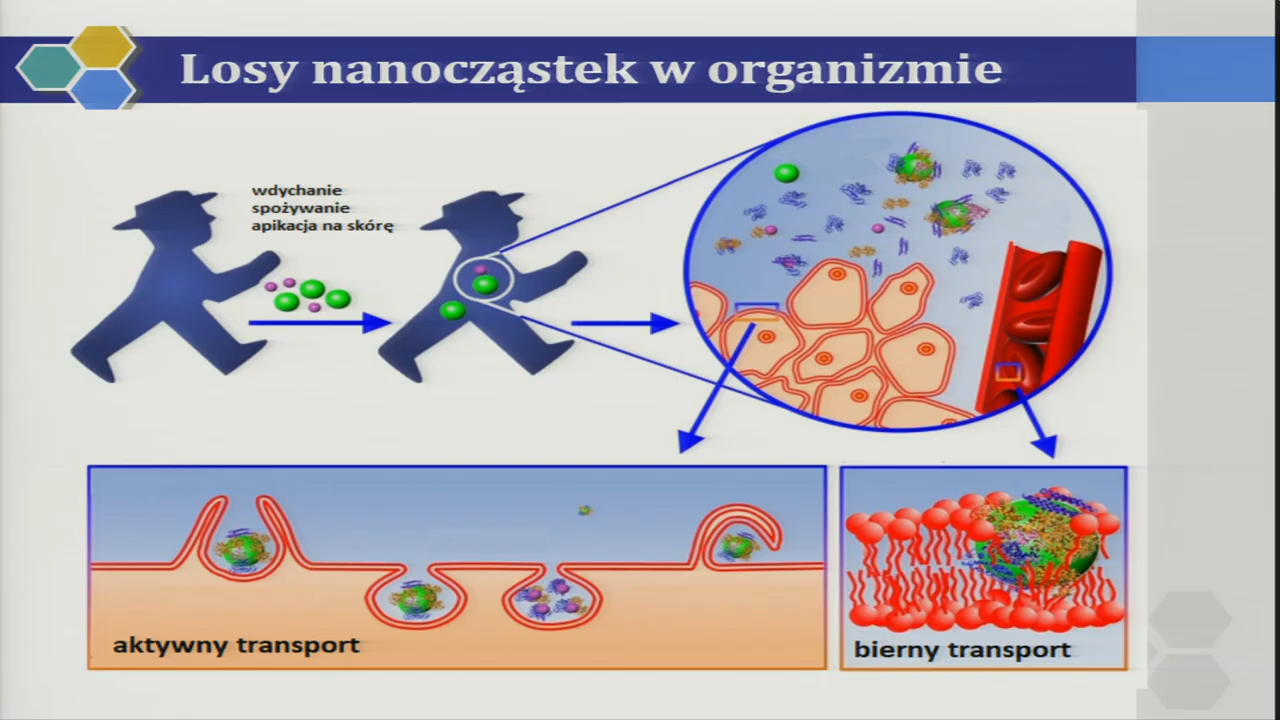 Losy nanocząstek w organizmie
wdychanie
spożywanie
apikacja na skórę
aktywny transport
bierny transport